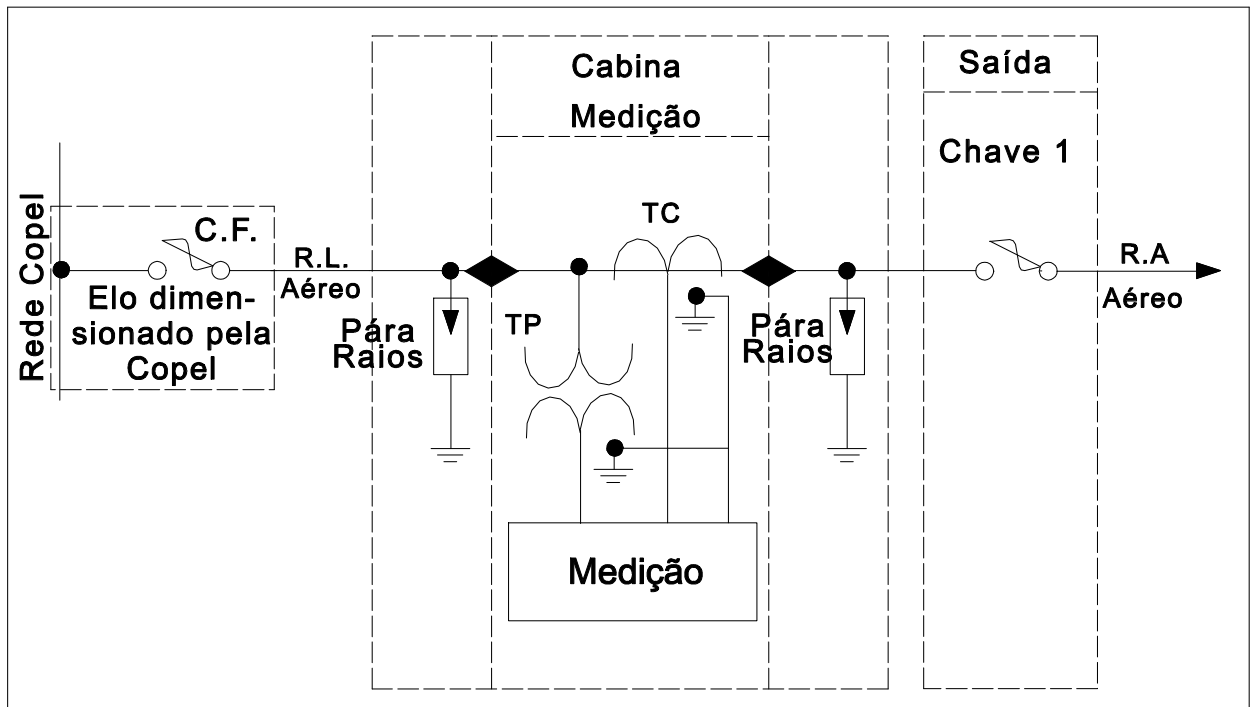 Rede Copel
C.F.
Elo dimen-
sionado pela
Copel
R.L.
Aéreo
Pára
Raios
Cabina
Medição
TC
TP
Medição
Pára
Raios
Saída
Chave 1
R.A
Aéreo